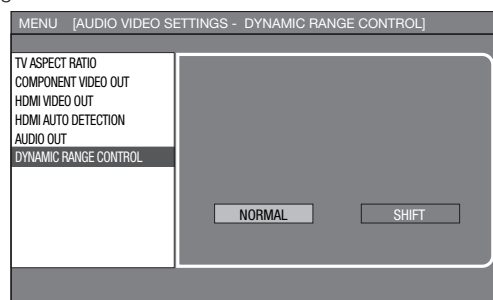 MENU [AUDIO VIDEO SETTINGS - DYNAMIC RANGE CONTROL]
TV ASPECT RATIO
COMPONENT VIDEO OUT
HDMI VIDEO OUT
HDMI AUTO DETECTION
AUDIO OUT
DYNAMIC RANGE CONTROL
NORMAL SHIFT